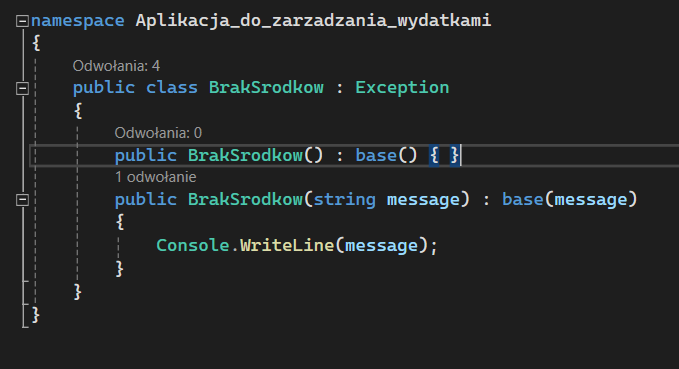 namespace Aplikacja_do_zarzadzania_wydatkami
{
Odwołania: 4
public class BrakSrodkow : Exception
{
Odwołania: 0
public BrakSrodkow() : base() { }
1 odwołanie
public BrakSrodkow(string message) : base(message)
{
Console.WriteLine(message);
}
}
}